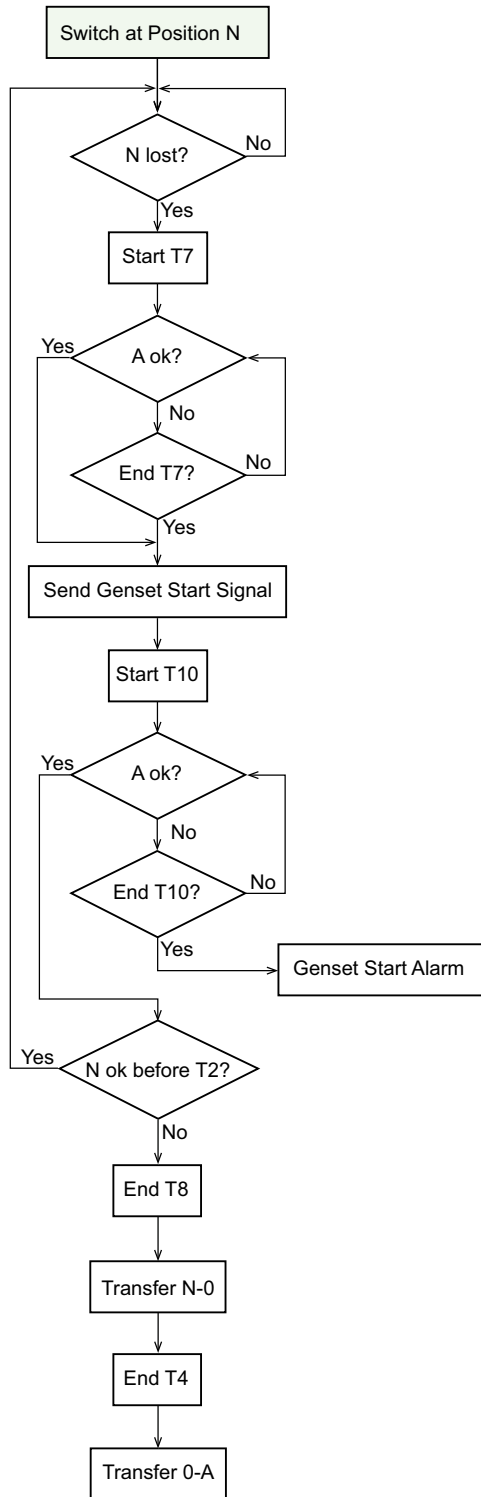 Switch at Position N
N lost?
No
Yes
Start T7
Yes
A ok?
No
End T7?
No
Yes
Send Genset Start Signal
Start T10
Yes
A ok?
No
End T10?
No
Yes
Genset Start Alarm
Yes
N ok before T2?
No
End T8
Transfer N-0
End T4
Transfer 0-A